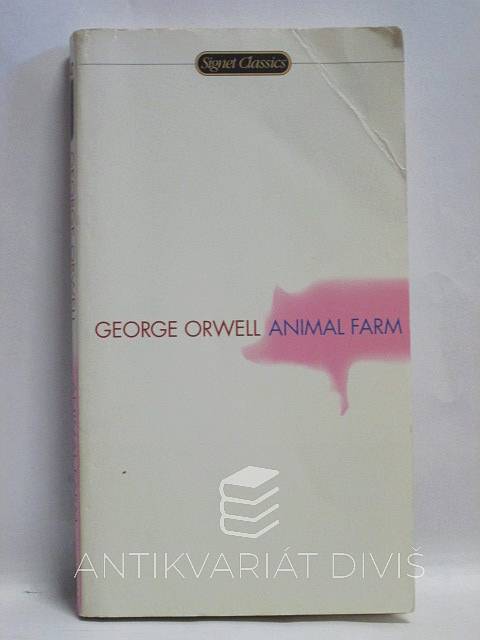 Signet Classics
GEORGE ORWELL ANIMAL FARM
ANTIKVARIÁT DIVIŠ